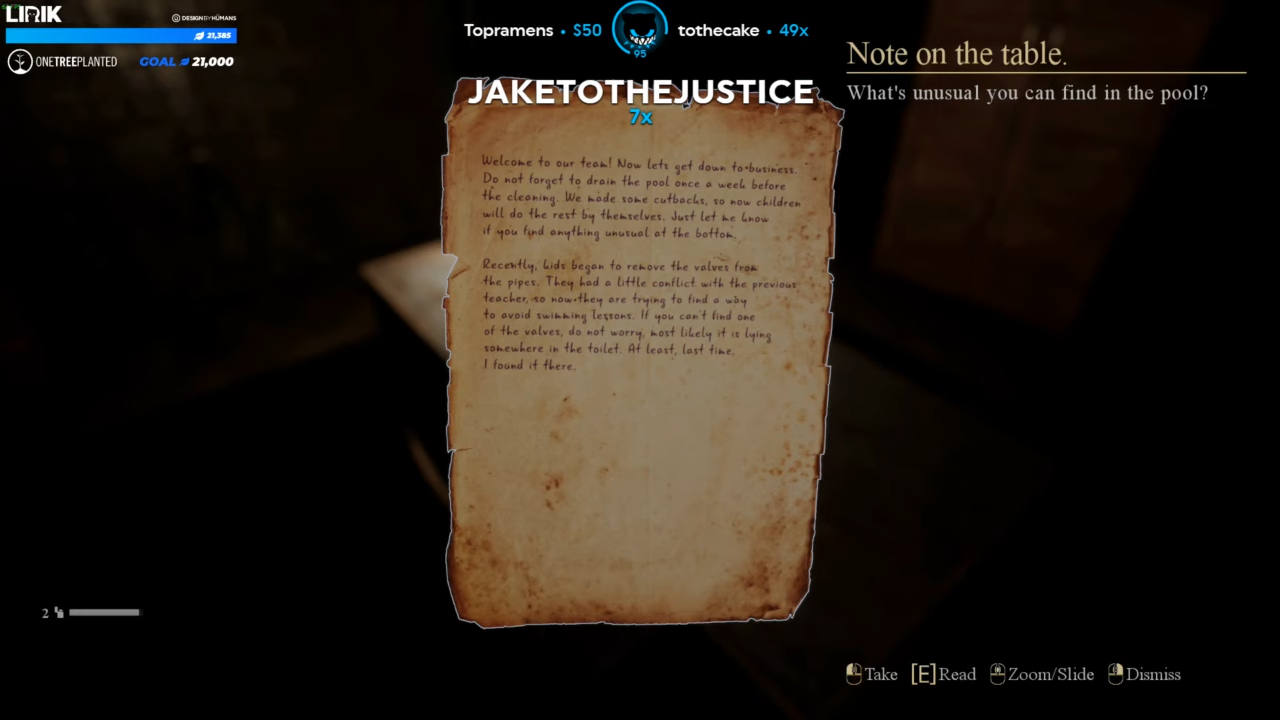 LIRIK
DESIGN BY HUMANS
21,385
ONETREEPLANTED
GOAL 21,000
Topramens • $50
95
tothecake • 49x
JAKETOTHEJUSTICE
7x
Note on the table.
What's unusual you can find in the pool?
Welcome to our team! Now lets get down to business.
Do not forget to drain the pool once a week before
the cleaning. We made some cutbacks, so now children
will do the rest by themselves. Just let me know
if you find anything unusual at the bottom.
Recently, kids began to remove the valves from
the pipes. They had a little conflict with the previous
teacher, so now they are trying to find a way
to avoid swimming lessons. If you can't find one
of the valves, do not worry, most likely it is lying
somewhere in the toilet. At least, last time,
I found it there.
2
Take [E] Read Zoom/Slide Dismiss